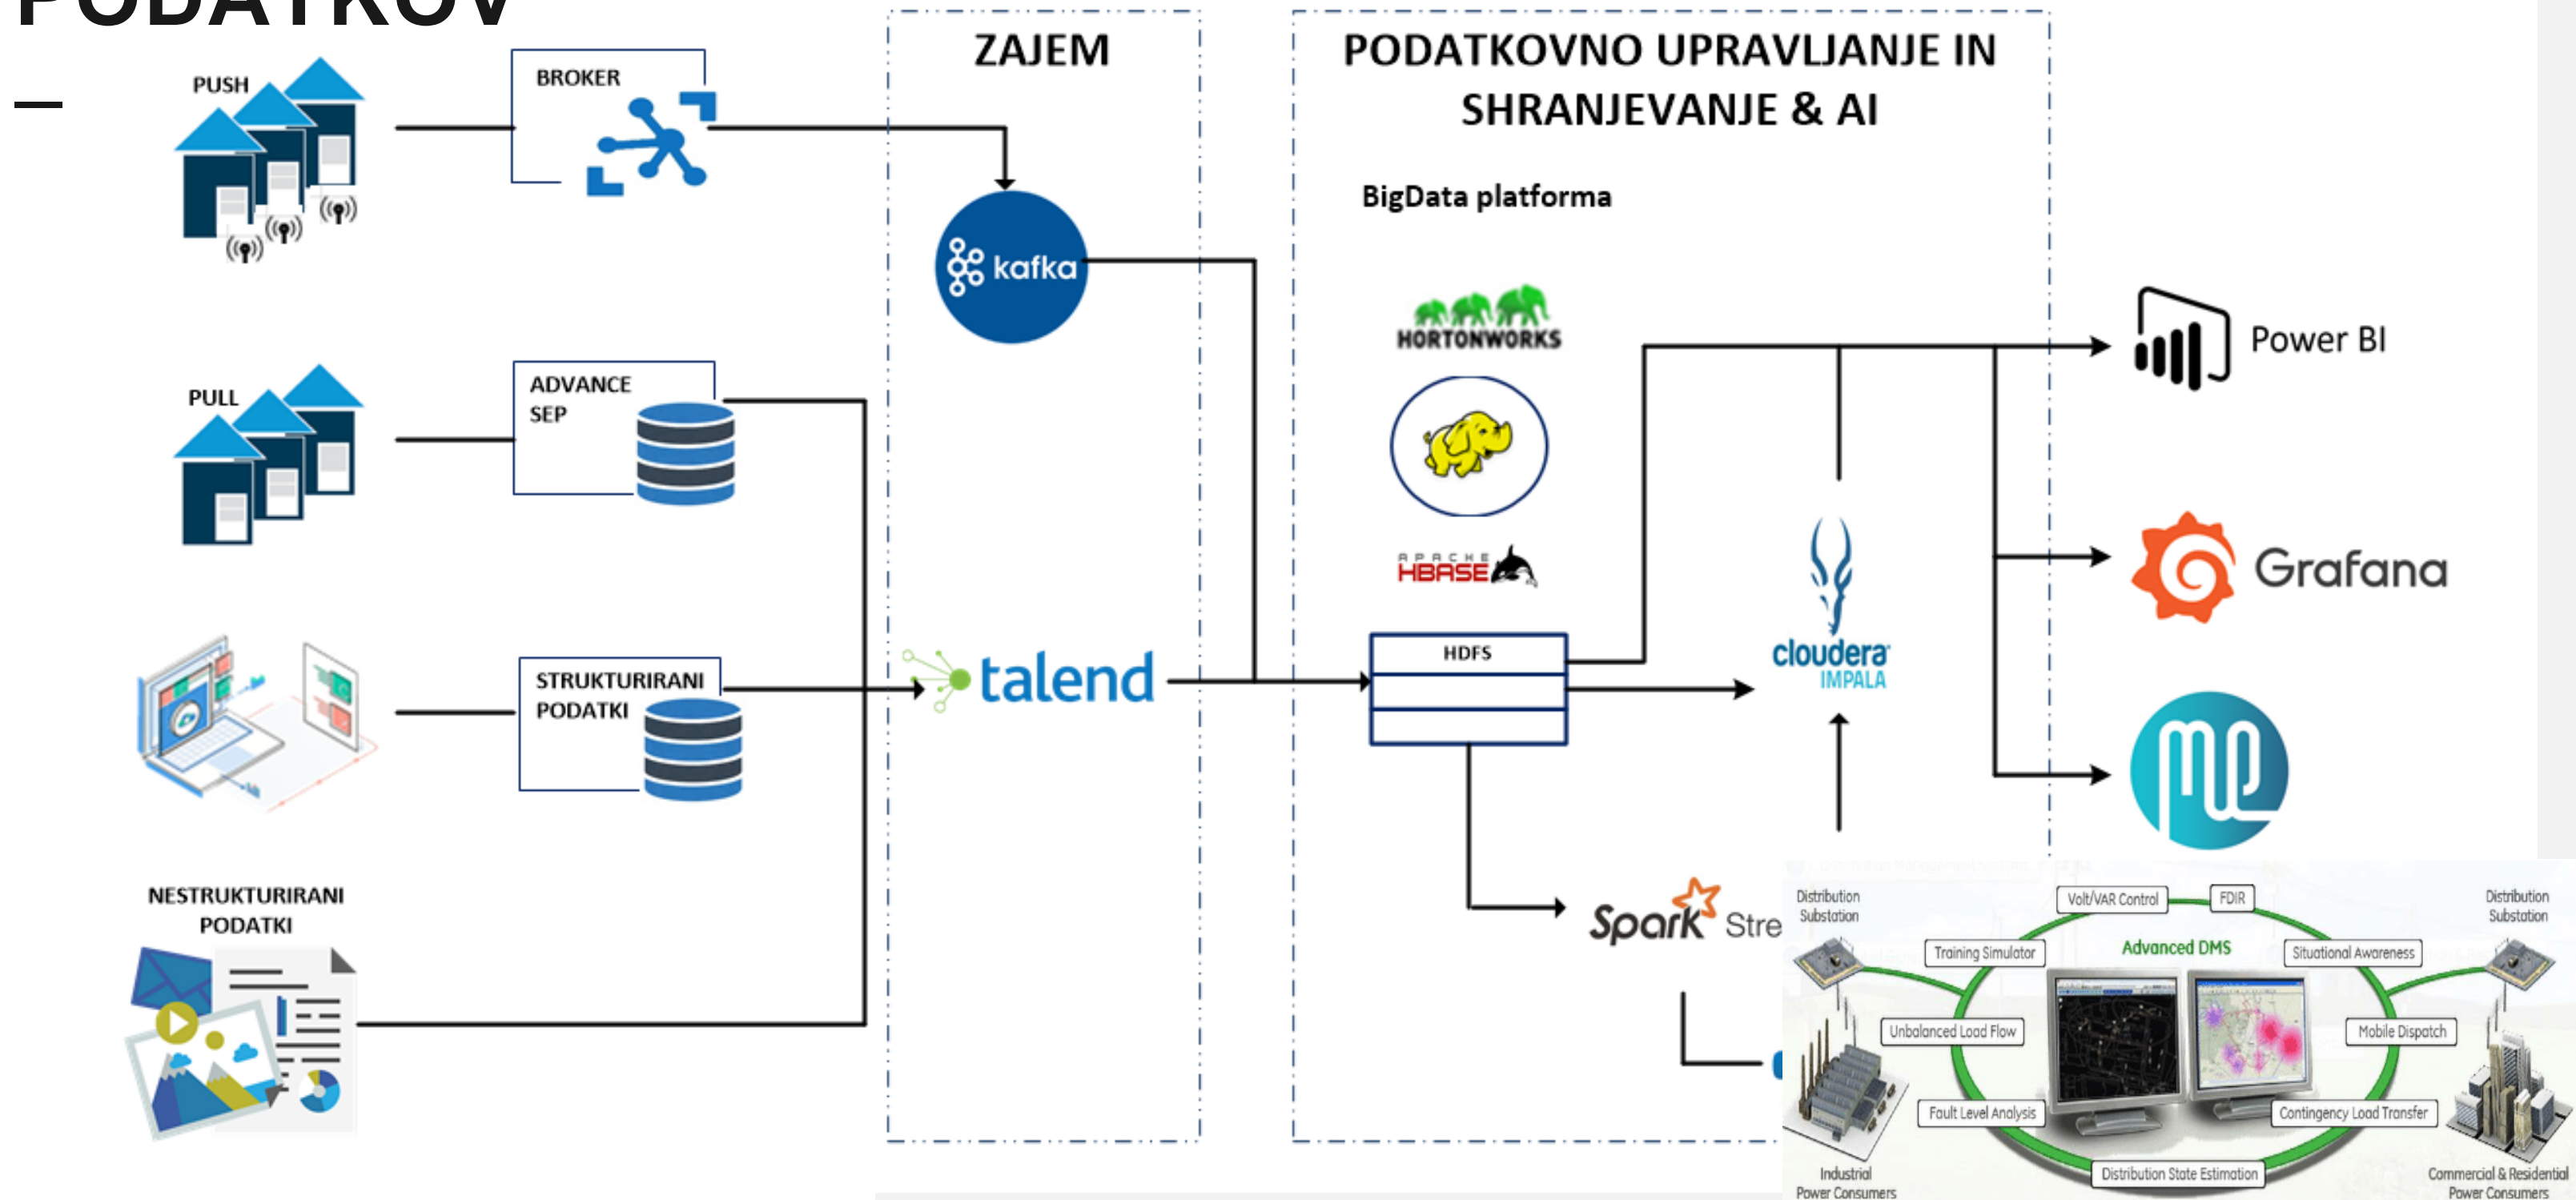 PODATKOV
PUSH
BROKER
ZAJEM
PODATKOVNO UPRAVLJANJE IN
SHRANJEVANJE & AI
BigData platforma
kafka
HORTONWORKS
Power BI
PULL
ADVANCE
SEP
APACHE
HBASE
Grafana
STRUKTURIRANI
PODATKI
talend
HDFS
cloudera
IMPALA
me
NESTRUKTURIRANI
PODATKI
Spark Stre
Distribution
Substation
Volt/VAR Control
FDIR
Distribution
Substation
Training Simulator
Advanced DMS
Situational Awareness
Unbalanced Load Flow
Mobile Dispatch
Fault Level Analysis
Contingency Load Transfer
Distribution State Estimation
Industrial
Power Consumers
Commercial & Residential
Power Consumers